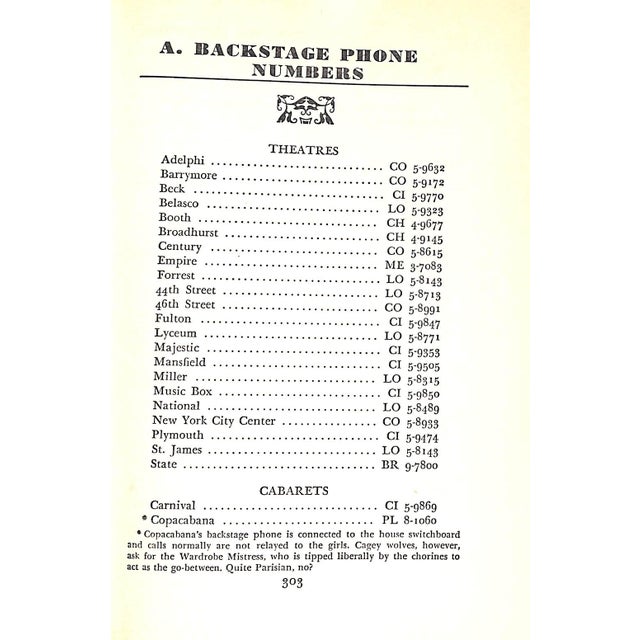 A. BACKSTAGE PHONE
NUMBERS
THEATRES
Adelphi ............................ CO 5-9632
Barrymore ........................... CO 5-9172
Beck ................................ CI 5-9770
Belasco ............................. LO 5-9323
Booth ............................... CH 4-9677
Broadhurst .......................... CH 4-9145
Century ............................. CO 5-8615
Empire .............................. ME 3-7083
Forrest ............................. LO 5-8143
44th Street ......................... LO 5-8713
46th Street ......................... CO 5-8991
Fulton .............................. CI 5-9847
Lyceum .............................. LO 5-8771
Majestic ............................ CI 5-9353
Mansfield ........................... CI 5-9505
Miller .............................. LO 5-8315
Music Box ........................... CI 5-9850
National ............................ LO 5-8489
New York City Center ................ CO 5-8933
Plymouth ............................ CI 5-9474
St. James ........................... LO 5-8143
State ............................... BR 9-7800
CABARETS
Carnival ............................ CI 5-9869
* Copacabana ........................ PL 8-1060
* Copacabana's backstage phone is connected to the house switchboard
and calls normally are not relayed to the girls. Cagey wolves, however,
ask for the Wardrobe Mistress, who is tipped liberally by the chorines to
act as the go-between. Quite Parisian, no?
303